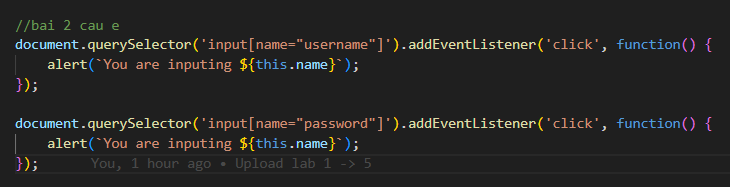 //bai 2 cau e
document.querySelector('input[name="username"]').addEventListener('click', function() {
    alert(`You are inputing ${this.name}`);
});
document.querySelector('input[name="password"]').addEventListener('click', function() {
    alert(`You are inputing ${this.name}`);
});      You, 1 hour ago • Upload lab 1 -> 5